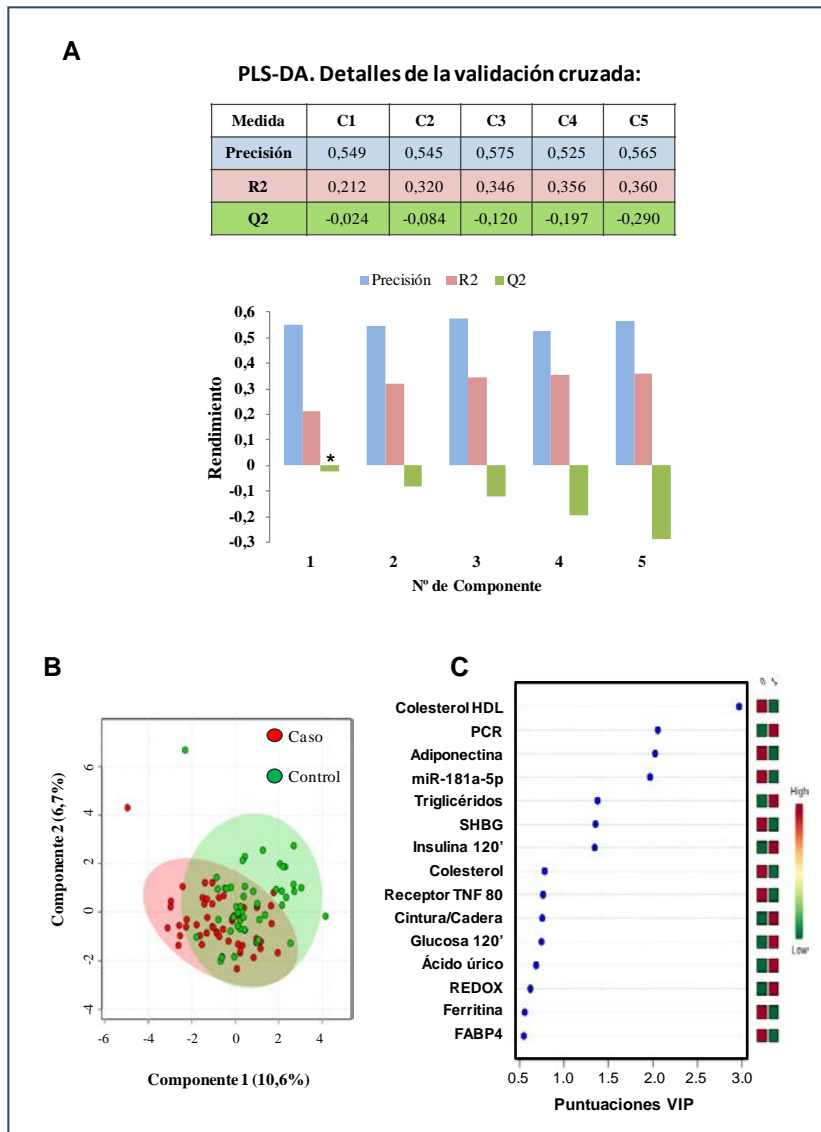 A
PLS-DA. Detalles de la validación cruzada:
Medida C1 C2 C3 C4 C5
Precisión 0,549 0,545 0,575 0,525 0,565
R2 0,212 0,320 0,346 0,356 0,360
Q2 -0,024 -0,084 -0,120 -0,197 -0,290
Precisión R2 Q2
0,6
0,5
0,4
0,3
0,2
0,1
0
-0,1
-0,2
-0,3
*
Rendimiento
1 2 3 4 5
Nº de Componente
B
Caso
Control
Componente 2 (6,7%)
6
4
2
0
-2
-4
-6 -4 -2 0 2 4
Componente 1 (10,6%)
C
0 1
Colesterol HDL
PCR
Adiponectina
miR-181a-5p
Triglicéridos
SHBG
Insulina 120'
Colesterol
Receptor TNF 80
Cintura/Cadera
Glucosa 120'
Ácido úrico
REDOX
Ferritina
FABP4
High
Low
0.5 1.0 1.5 2.0 2.5 3.0
Puntuaciones VIP